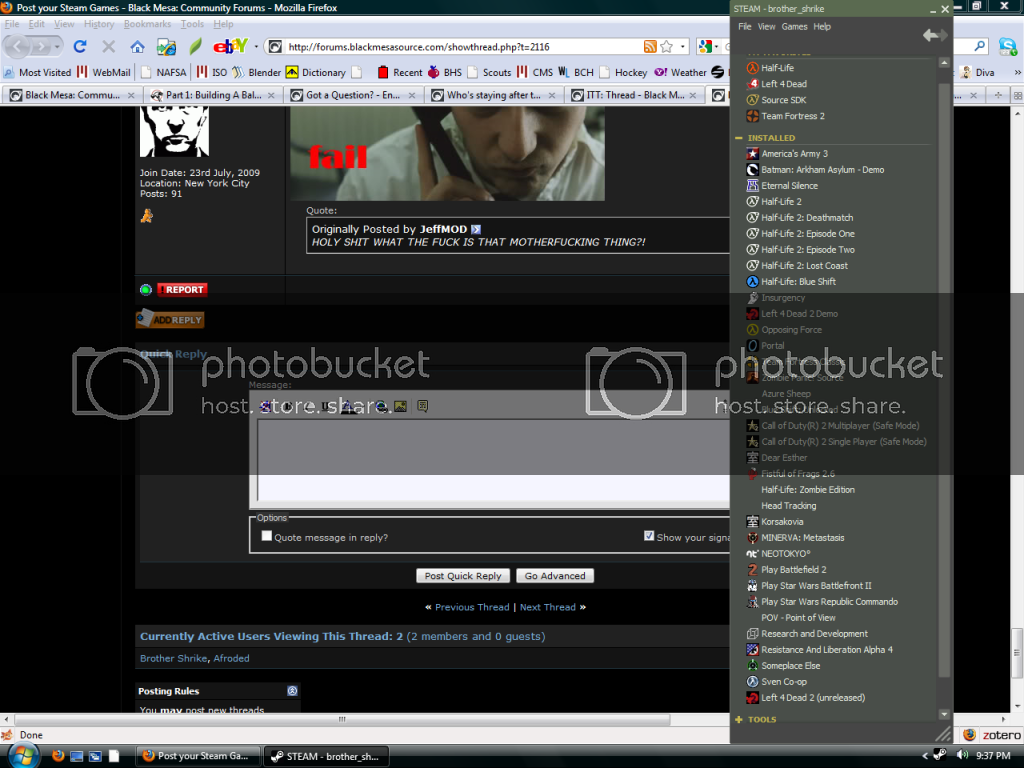 Post your Steam Games - Black Mesa: Community Forums - Mozilla Firefox
File Edit View History Bookmarks Tools Help
ebY
http://forums.blackmesasource.com/showthread.php?t=2116
Most Visited WebMail NAFSA ISO Blender Dictionary Recent BHS Scouts CMS BCH Hockey Weather Diva
Black Mesa: Commu... Part 1: Building A Bal... Got a Question? - En... Who's staying after t... ITT: Thread - Black M...
fail
Join Date: 23rd July, 2009
Location: New York City
Posts: 91
Quote:
Originally Posted by JeffMOD
HOLY SHIT WHAT THE FUCK IS THAT MOTHERFUCKING THING?!
! REPORT
ADD REPLY
Quick Reply
photobucket
host. store. share.
photobucket
host. store. share.
Message:
Options
Quote message in reply?
Show your signa
Post Quick Reply Go Advanced
« Previous Thread | Next Thread »
Currently Active Users Viewing This Thread: 2 (2 members and 0 guests)
Brother Shrike, Afroded
Posting Rules
You may post new threads
STEAM - brother_shrike
File View Games Help
Half-Life
Left 4 Dead
Source SDK
Team Fortress 2
INSTALLED
America's Army 3
Batman: Arkham Asylum - Demo
Eternal Silence
Half-Life 2
Half-Life 2: Deathmatch
Half-Life 2: Episode One
Half-Life 2: Episode Two
Half-Life 2: Lost Coast
Half-Life: Blue Shift
Insurgency
Left 4 Dead 2 Demo
Opposing Force
Portal
Team Fortress Classic
Zombie Panic! Source
Azure Sheep
Call of Duty(R) 2 Multiplayer (Safe Mode)
Call of Duty(R) 2 Single Player (Safe Mode)
Dear Esther
Fistful of Frags 2.6
Half-Life: Zombie Edition
Head Tracking
Korsakovia
MINERVA: Metastasis
NEOTOKYO°
Play Battlefield 2
Play Star Wars Battlefront II
Play Star Wars Republic Commando
POV - Point of View
Research and Development
Resistance And Liberation Alpha 4
Someplace Else
Sven Co-op
Left 4 Dead 2 (unreleased)
TOOLS
Done
zotero
Post your Steam Ga... STEAM - brother_sh...
9:37 PM